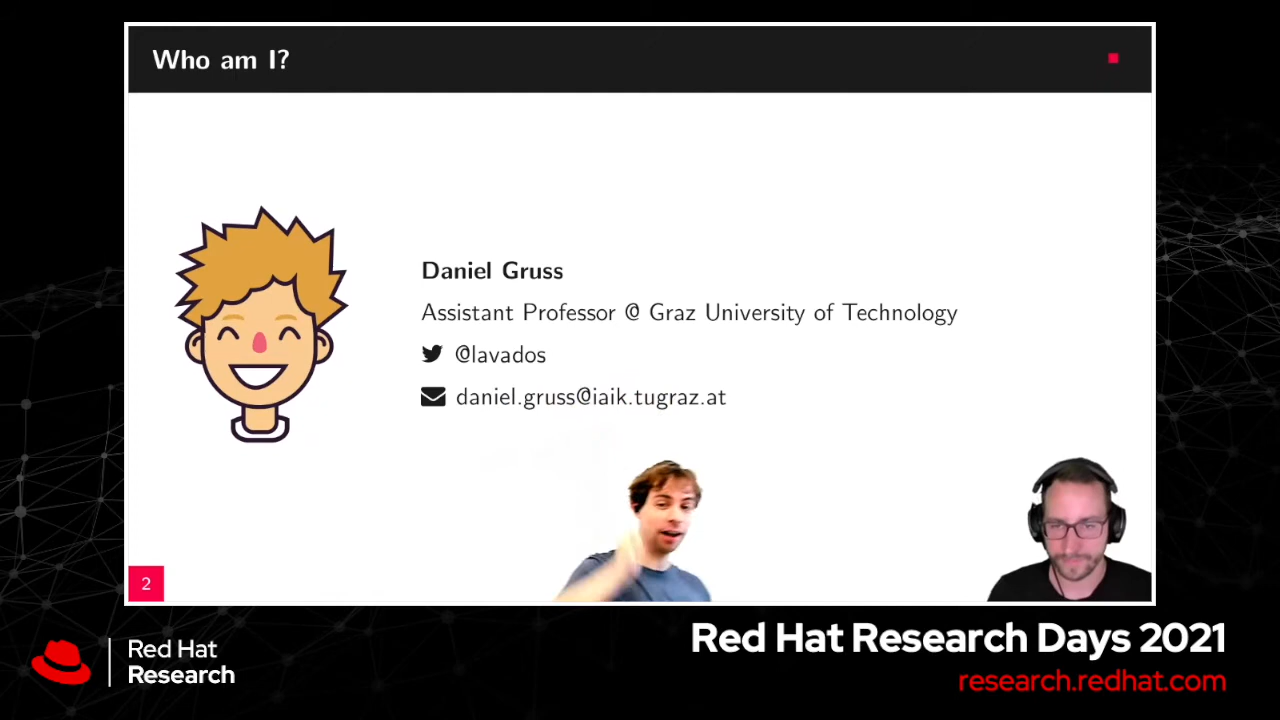 Who am I?
Daniel Gruss
Assistant Professor @ Graz University of Technology
@lavados
daniel.gruss@iaik.tugraz.at
2
Red Hat
Research
Red Hat Research Days 2021
research.redhat.com